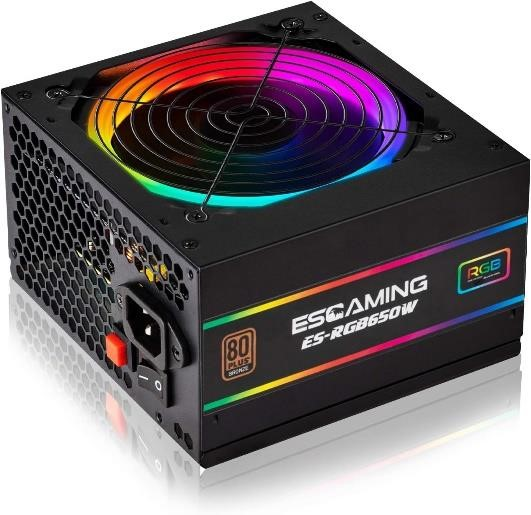 RGB
ESGAMING
ES-RGB650W
80
PLUS
BRONZE
I O